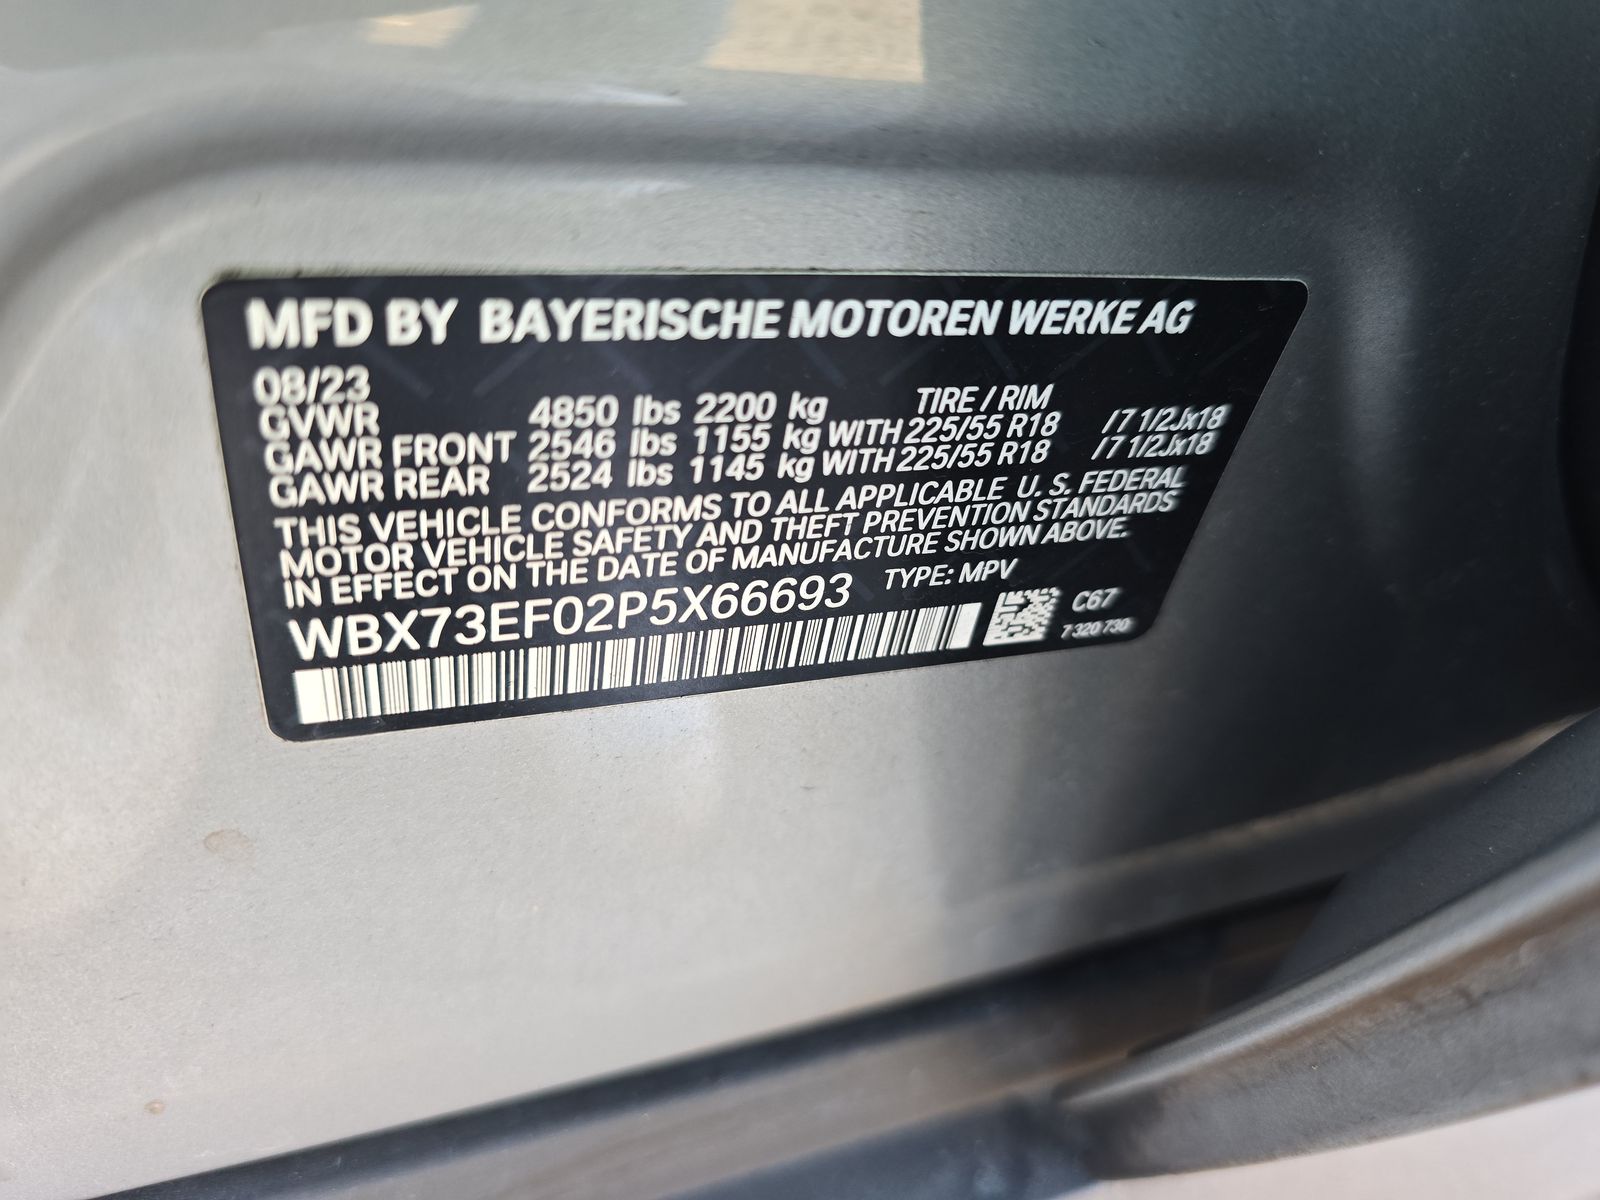 MFD BY BAYERISCHE MOTOREN WERKE AG
08/23
GVWR 4850 lbs 2200 kg TIRE / RIM
GAWR FRONT 2546 lbs 1155 kg WITH 225/55 R18 /7 1/2Jx18
GAWR REAR 2524 lbs 1145 kg WITH 225/55 R18 /7 1/2Jx18
THIS VEHICLE CONFORMS TO ALL APPLICABLE U. S. FEDERAL
MOTOR VEHICLE SAFETY AND THEFT PREVENTION STANDARDS
IN EFFECT ON THE DATE OF MANUFACTURE SHOWN ABOVE.
WBX73EF02P5X66693 TYPE: MPV
C67
7 320 730